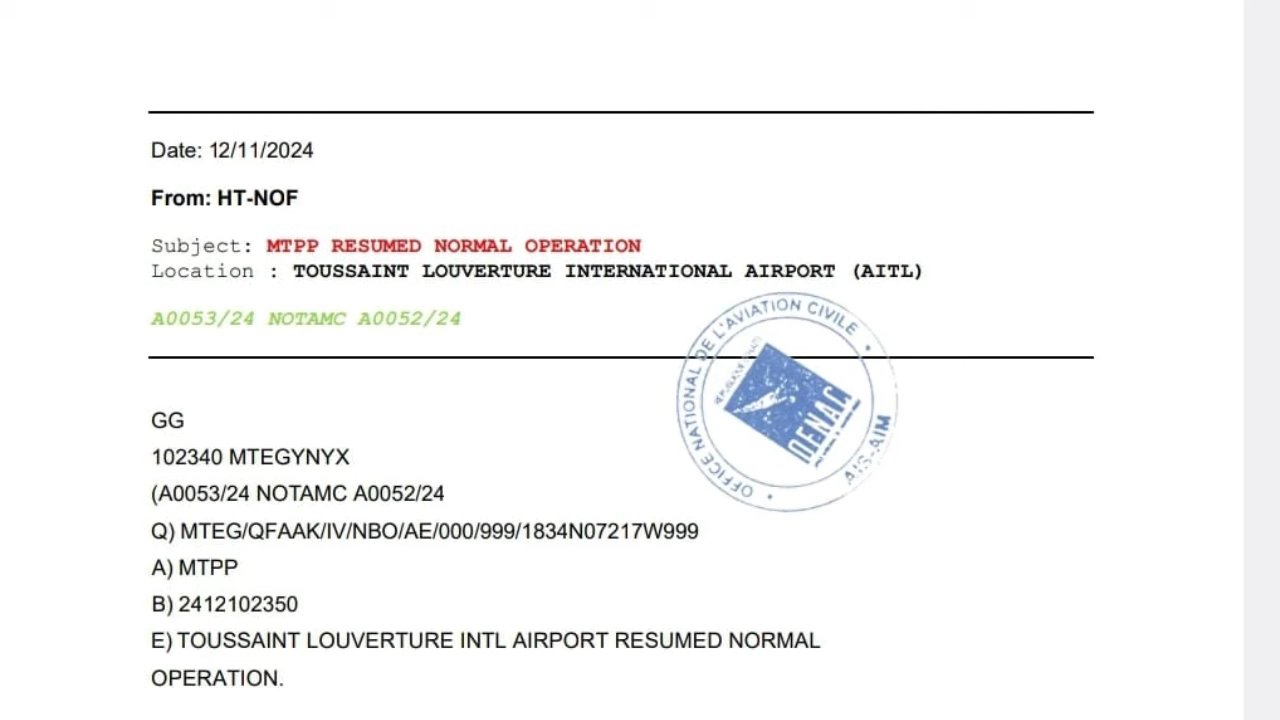 Date: 12/11/2024
From: HT-NOF
Subject: MTPP RESUMED NORMAL OPERATION
Location : TOUSSAINT LOUVERTURE INTERNATIONAL AIRPORT (AITL)
A0053/24 NOTAMC A0052/24
OFFICE NATIONAL DE L'AVIATION CIVILE
OENAC
AIS-AIM
GG
102340 MTEGYNYX
(A0053/24 NOTAMC A0052/24
Q) MTEG/QFAAK/IV/NBO/AE/000/999/1834N07217W999
A) MTPP
B) 2412102350
E) TOUSSAINT LOUVERTURE INTL AIRPORT RESUMED NORMAL
OPERATION.